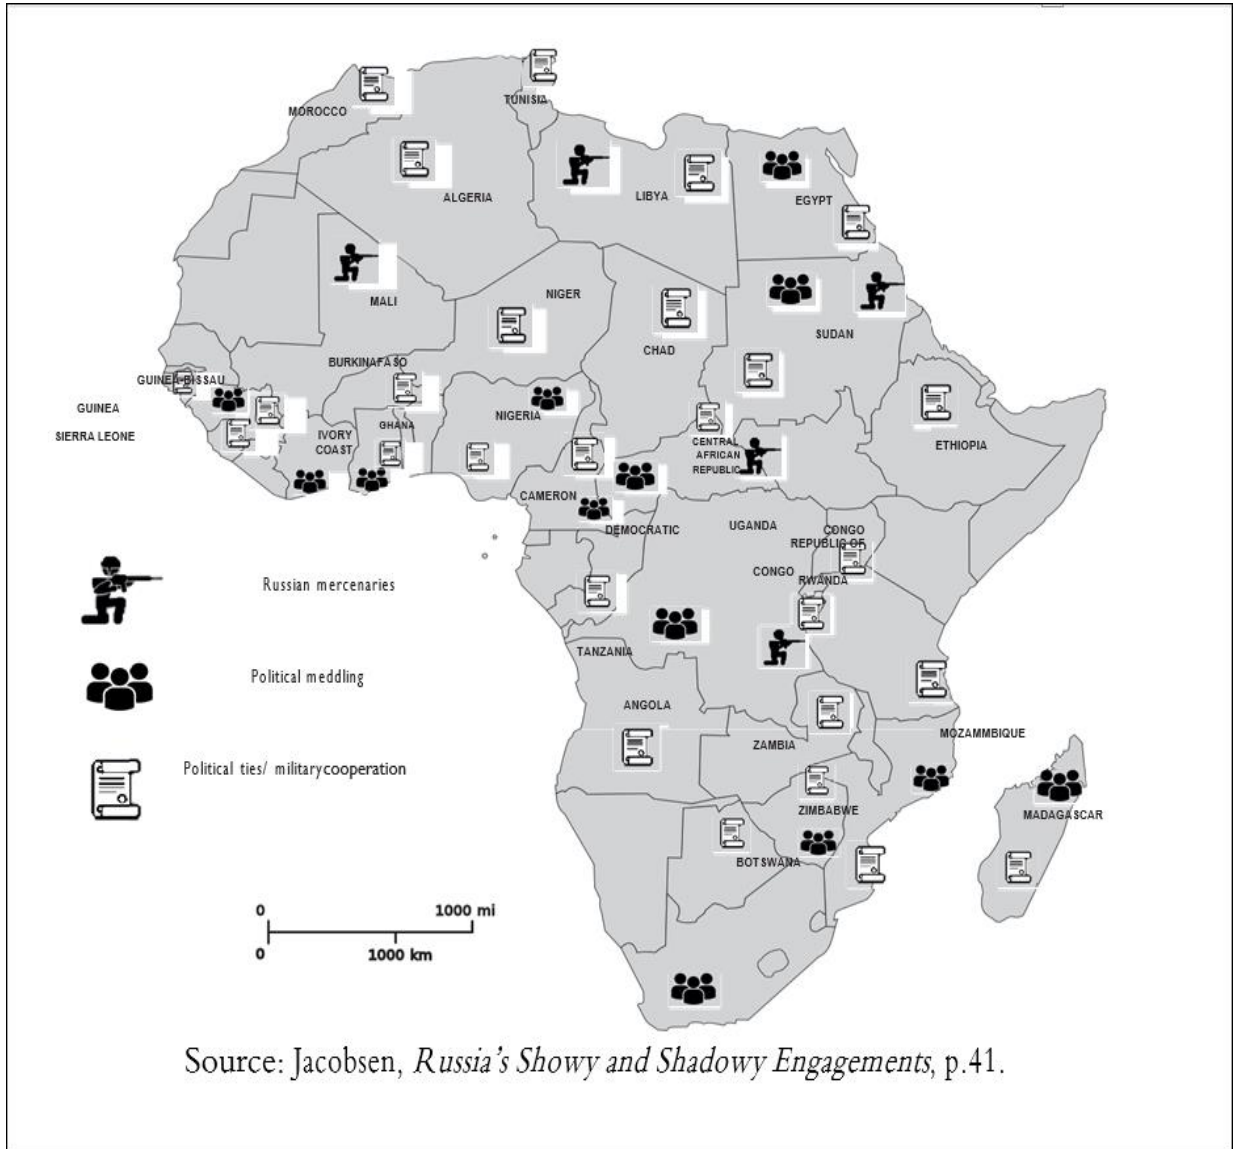 MOROCCO
TUNISIA
ALGERIA
LIBYA
EGYPT
MALI
NIGER
CHAD
SUDAN
BURKINAFASO
GUINEA-BISSAU
GUINEA
SIERRA LEONE
IVORY
COAST
GHANA
NIGERIA
CENTRAL
AFRICAN
REPUBLIC
ETHIOPIA
CAMERON
DEMOCRATIC
UGANDA
CONGO
REPUBLIC OF
CONGO
RWANDA
TANZANIA
ANGOLA
ZAMBIA
MOZAMMBIQUE
ZIMBABWE
MADAGASCAR
BOTSWANA
Russian mercenaries
Political meddling
Political ties/ militarycooperation
0 1000 mi
0 1000 km
Source: Jacobsen, Russia's Showy and Shadowy Engagements, p.41.